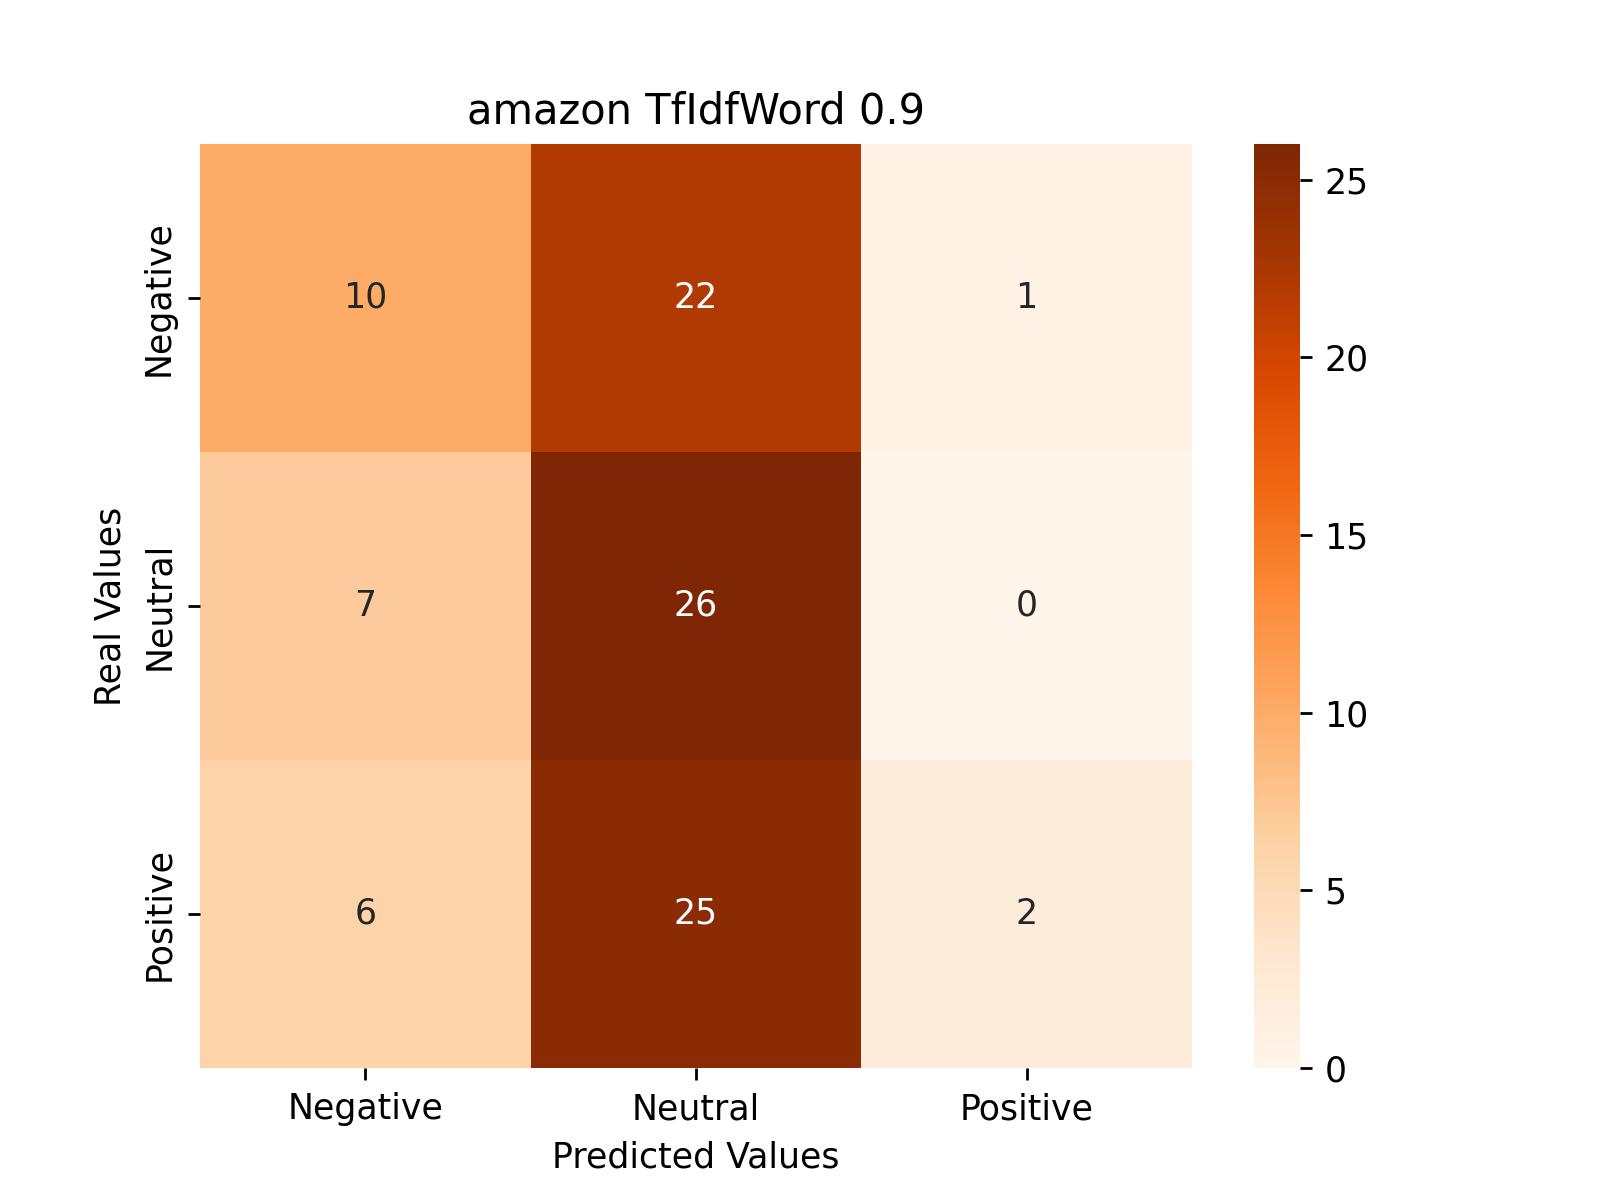 amazon TfIdfWord 0.9
Real Values
Negative
10 22 1
Neutral
7 26 0
Positive
6 25 2
Negative Neutral Positive
Predicted Values
25
20
15
10
5
0